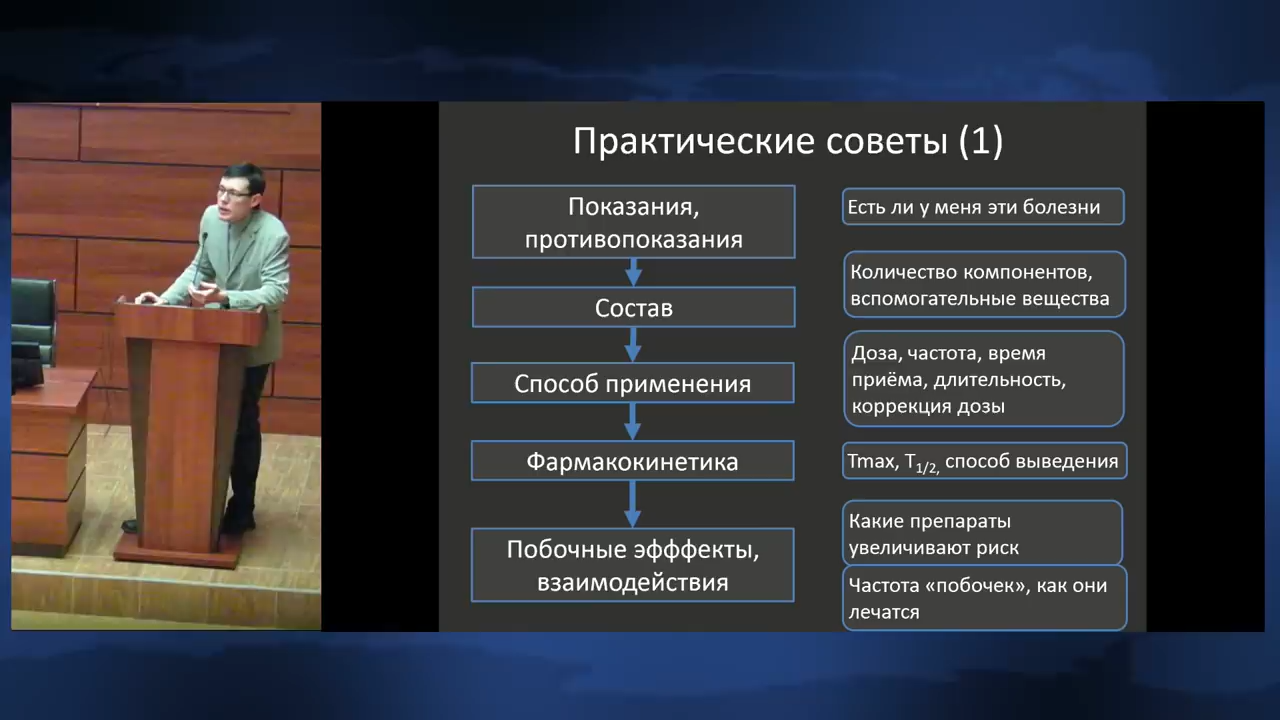 Практические советы (1)
Показания,
противопоказания
Есть ли у меня эти болезни
Состав
Количество компонентов,
вспомогательные вещества
Способ применения
Доза, частота, время
приёма, длительность,
коррекция дозы
Фармакокинетика
Tmax, T1/2, способ выведения
Побочные эфффекты,
взаимодействия
Какие препараты
увеличивают риск
Частота «побочек», как они
лечатся